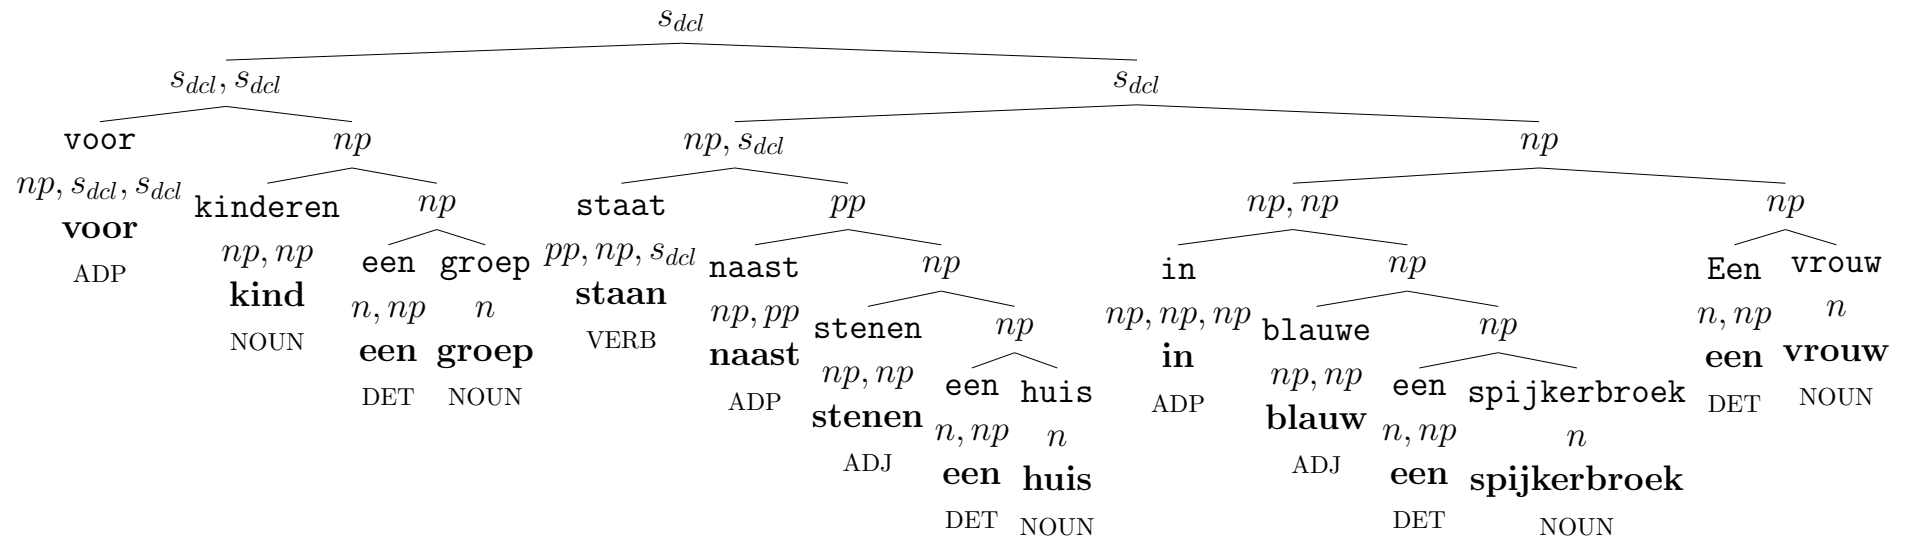 s_dcl
s_dcl, s_dcl s_dcl
voor np np, s_dcl np
np, s_dcl, s_dcl kinderen np staat pp np, np np
voor np, np een groep pp, np, s_dcl naast np in np Een vrouw
ADP kind n, np n staan np, pp stenen np np, np, np blauwe np n, np n
NOUN een groep VERB naast np, np een huis in np, np een spijkerbroek een vrouw
DET NOUN ADP stenen n, np n ADP blauw n, np n DET NOUN
ADJ een huis ADJ een spijkerbroek
DET NOUN DET NOUN